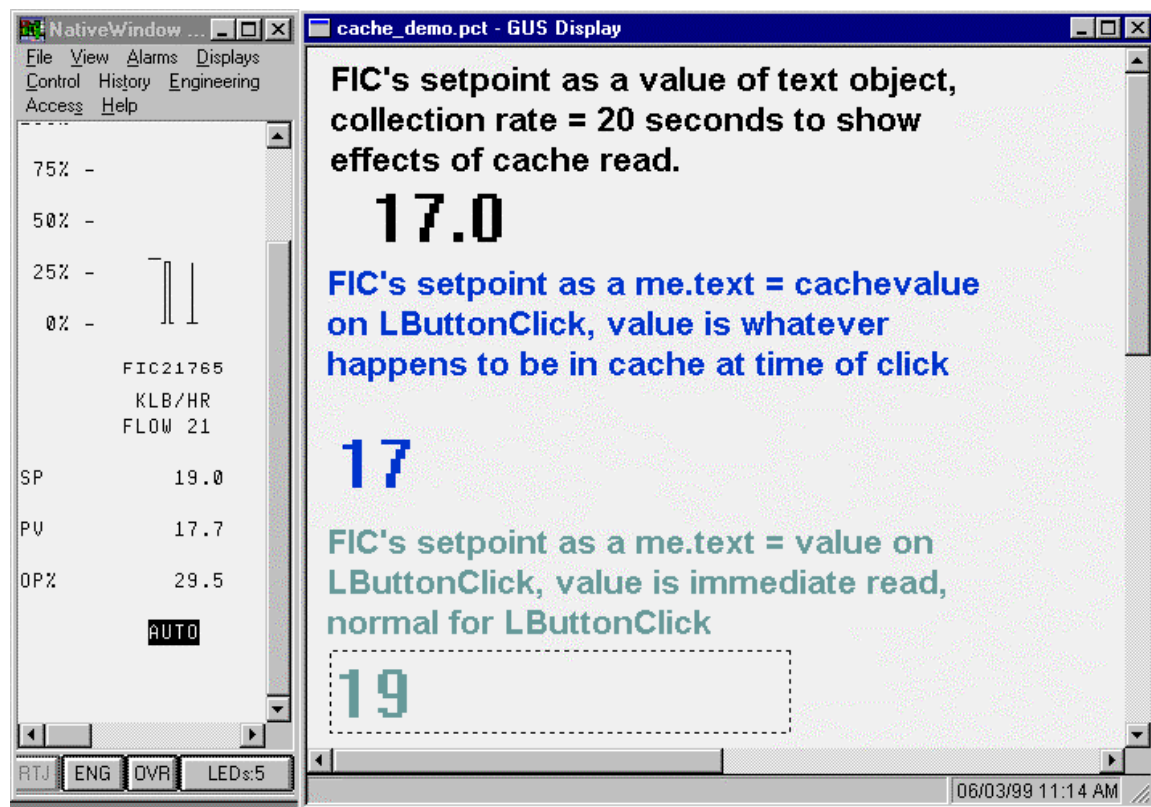 NativeWindow ...
File View Alarms Displays
Control History Engineering
Access Help
75% -
50% -
25% -
0% -
FIC21765
KLB/HR
FLOW 21
SP 19.0
PV 17.7
OP% 29.5
AUTO
RTJ ENG OVR LEDs:5
cache_demo.pct - GUS Display
FIC's setpoint as a value of text object,
collection rate = 20 seconds to show
effects of cache read.
17.0
FIC's setpoint as a me.text = cachevalue
on LButtonClick, value is whatever
happens to be in cache at time of click
17
FIC's setpoint as a me.text = value on
LButtonClick, value is immediate read,
normal for LButtonClick
19
06/03/99 11:14 AM